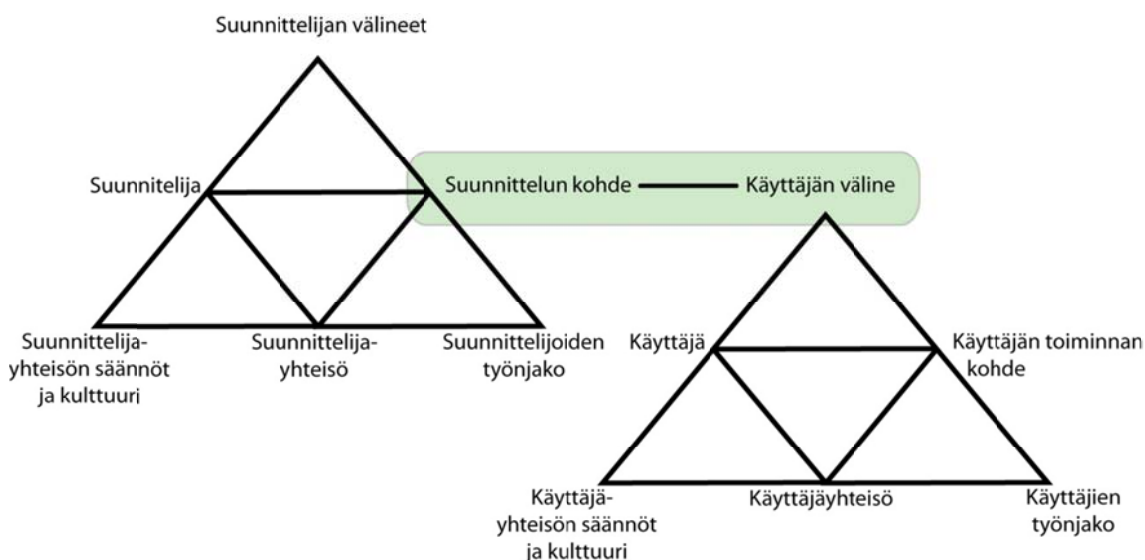 Suunnittelijan välineet
Suunnitelija
Suunnittelun kohde
Käyttäjän väline
Suunnittelija-
yhteisön säännöt
ja kulttuuri
Suunnittelija-
yhteisö
Suunnittelijoiden
työnjako
Käyttäjä
Käyttäjän toiminnan
kohde
Käyttäjä-
yhteisön säännöt
ja kulttuuri
Käyttäjäyhteisö
Käyttäjien
työnjako